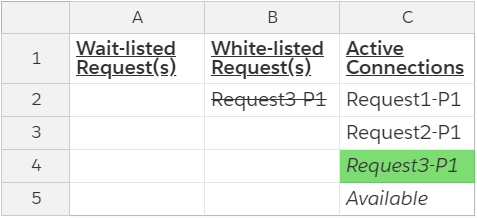 A B C
1 Wait-listed Request(s) White-listed Request(s) Active Connections
2 Request3-P1 Request1-P1
3 Request2-P1
4 Request3-P1
5 Available